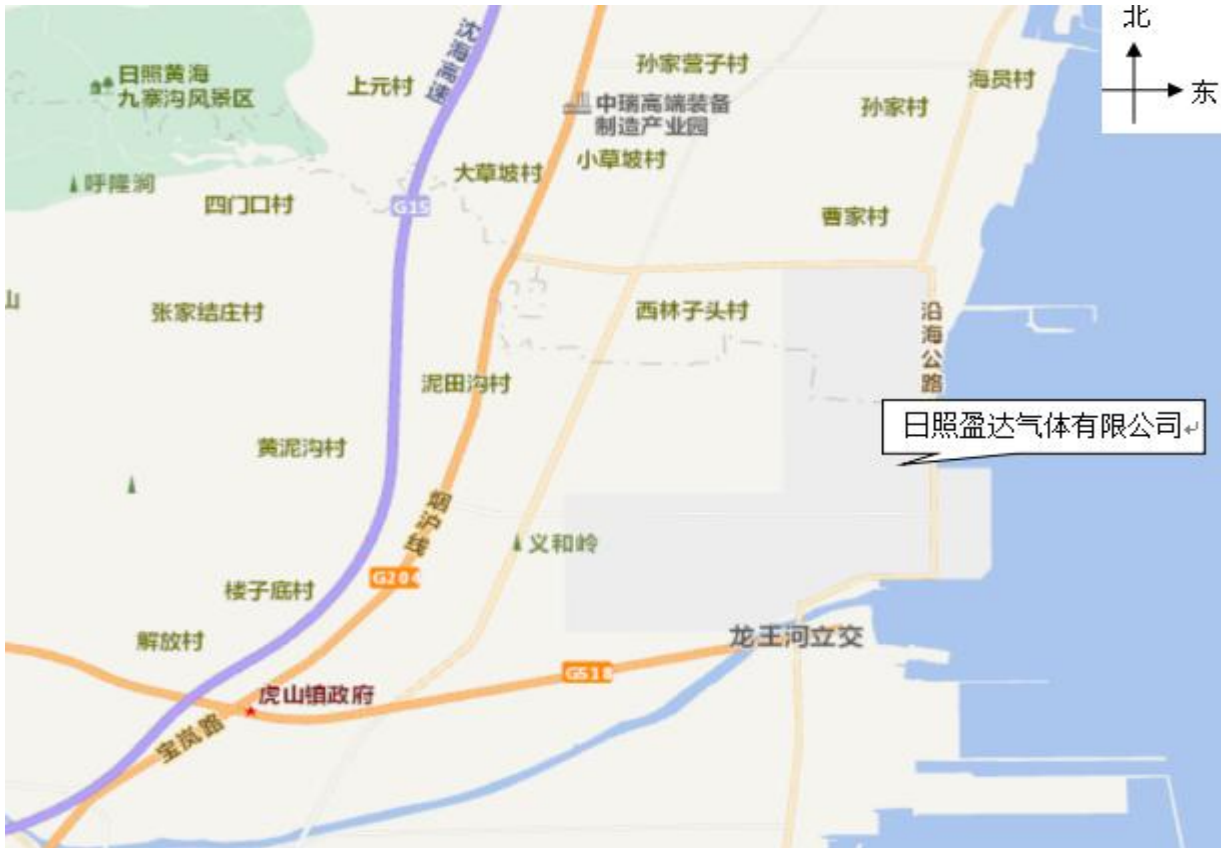 北
东
沈海高速
孙家营子村
日照黄海
九寨沟风景区
上元村
海员村
中瑞高端装备
制造产业园
孙家村
小草坡村
大草坡村
呼隆涧
四门口村
G15
曹家村
山
张家结庄村
西林子头村
沿海公路
泥田沟村
日照盈达气体有限公司
黄泥沟村
烟沪线
义和岭
G204
楼子底村
解放村
龙王河立交
G518
虎山镇政府
宝岚路